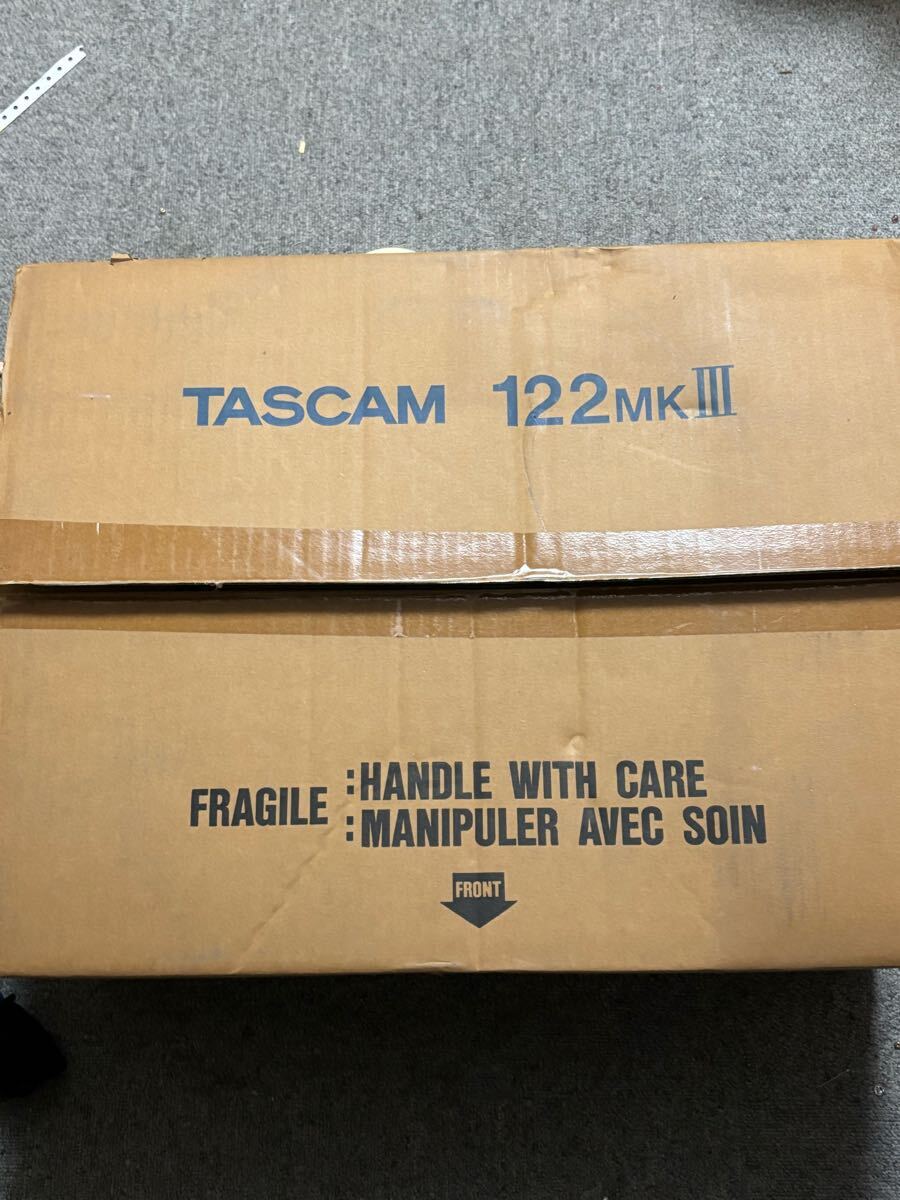 TASCAM 122MKIII
FRAGILE :HANDLE WITH CARE
:MANIPULER AVEC SOIN
FRONT